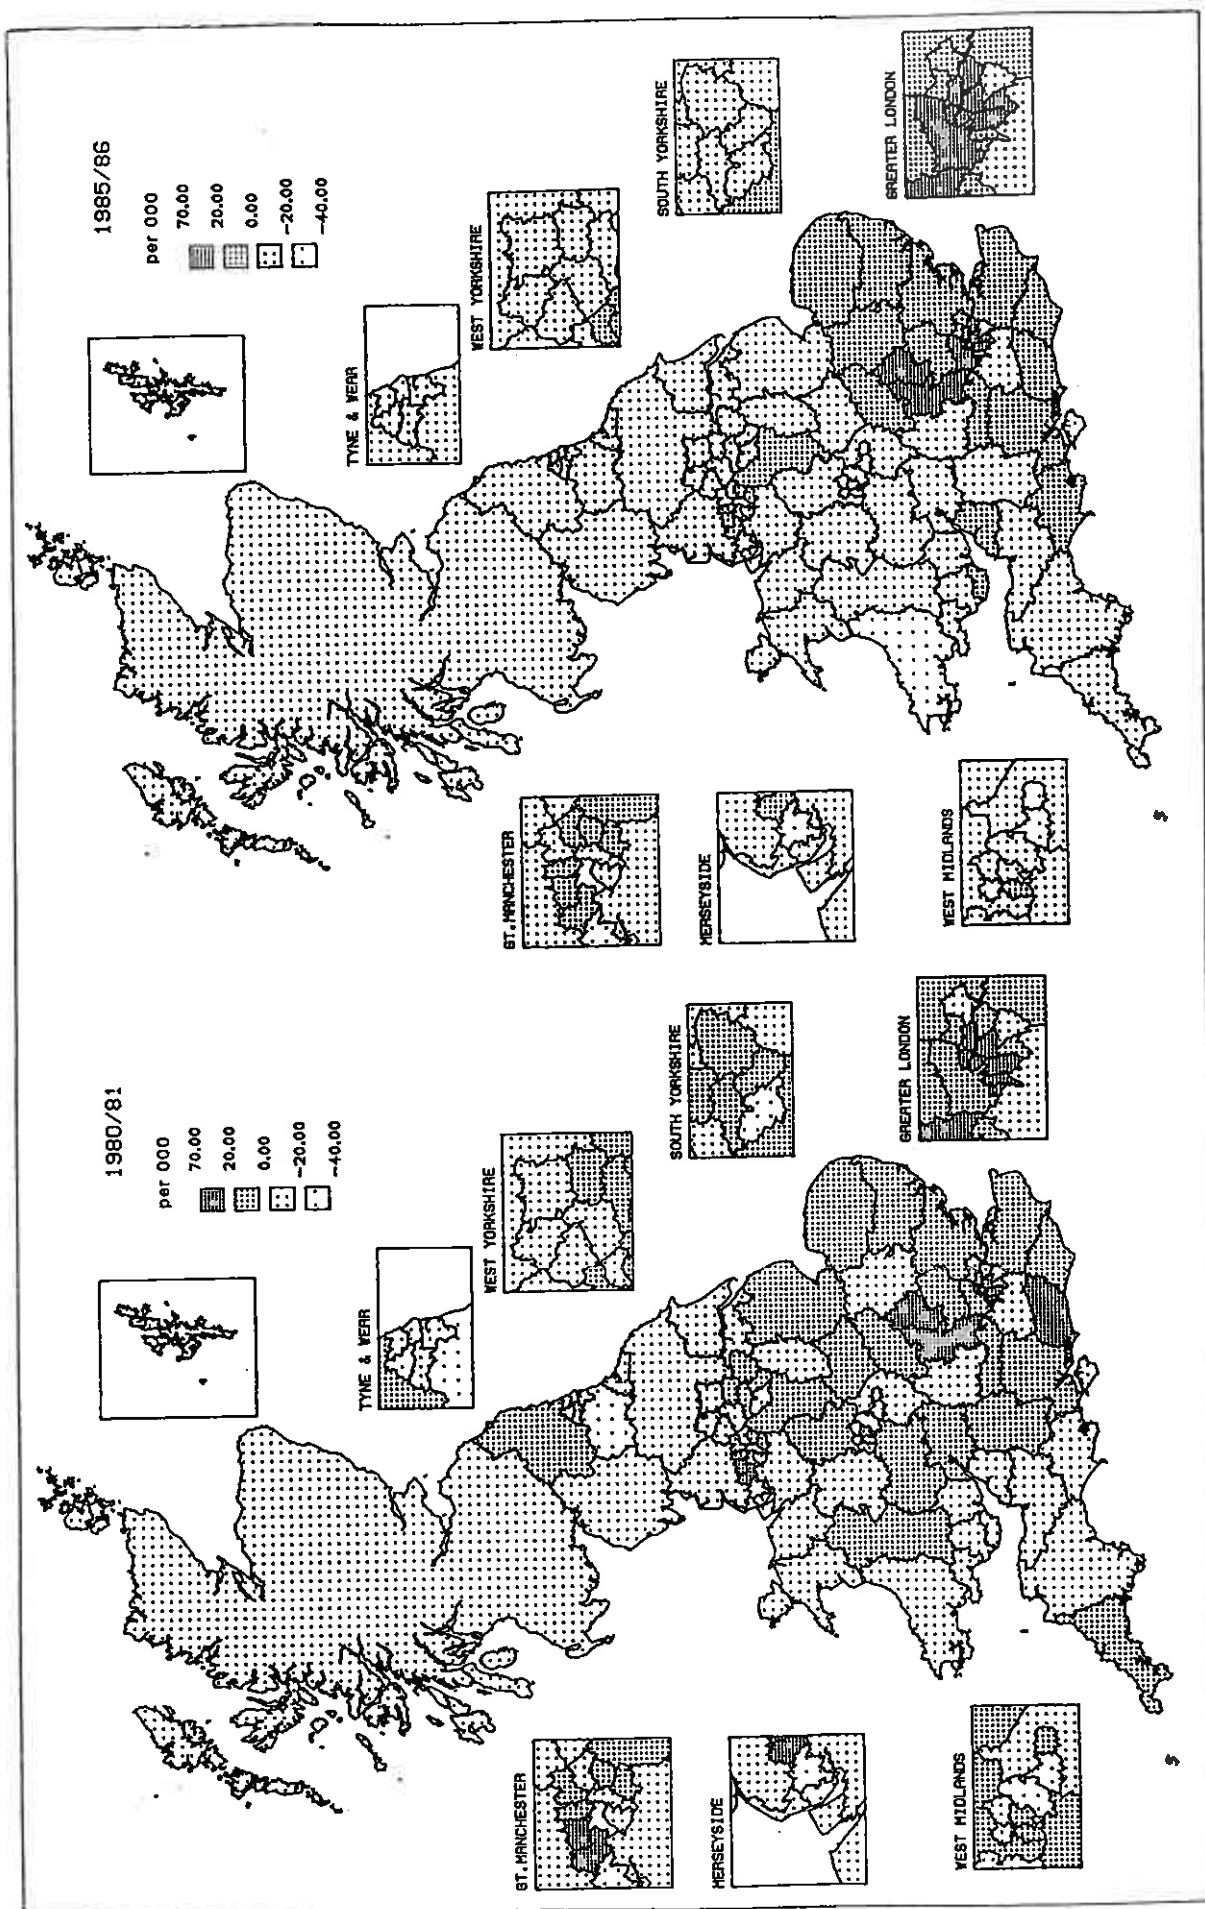 1980/81
per 000
70.00
20.00
0.00
-20.00
-40.00
TYNE & WEAR
WEST YORKSHIRE
SOUTH YORKSHIRE
GREATER LONDON
GT.MANCHESTER
MERSEYSIDE
WEST MIDLANDS
1985/86
per 000
70.00
20.00
0.00
-20.00
-40.00
TYNE & WEAR
WEST YORKSHIRE
SOUTH YORKSHIRE
GREATER LONDON
GT.MANCHESTER
MERSEYSIDE
WEST MIDLANDS